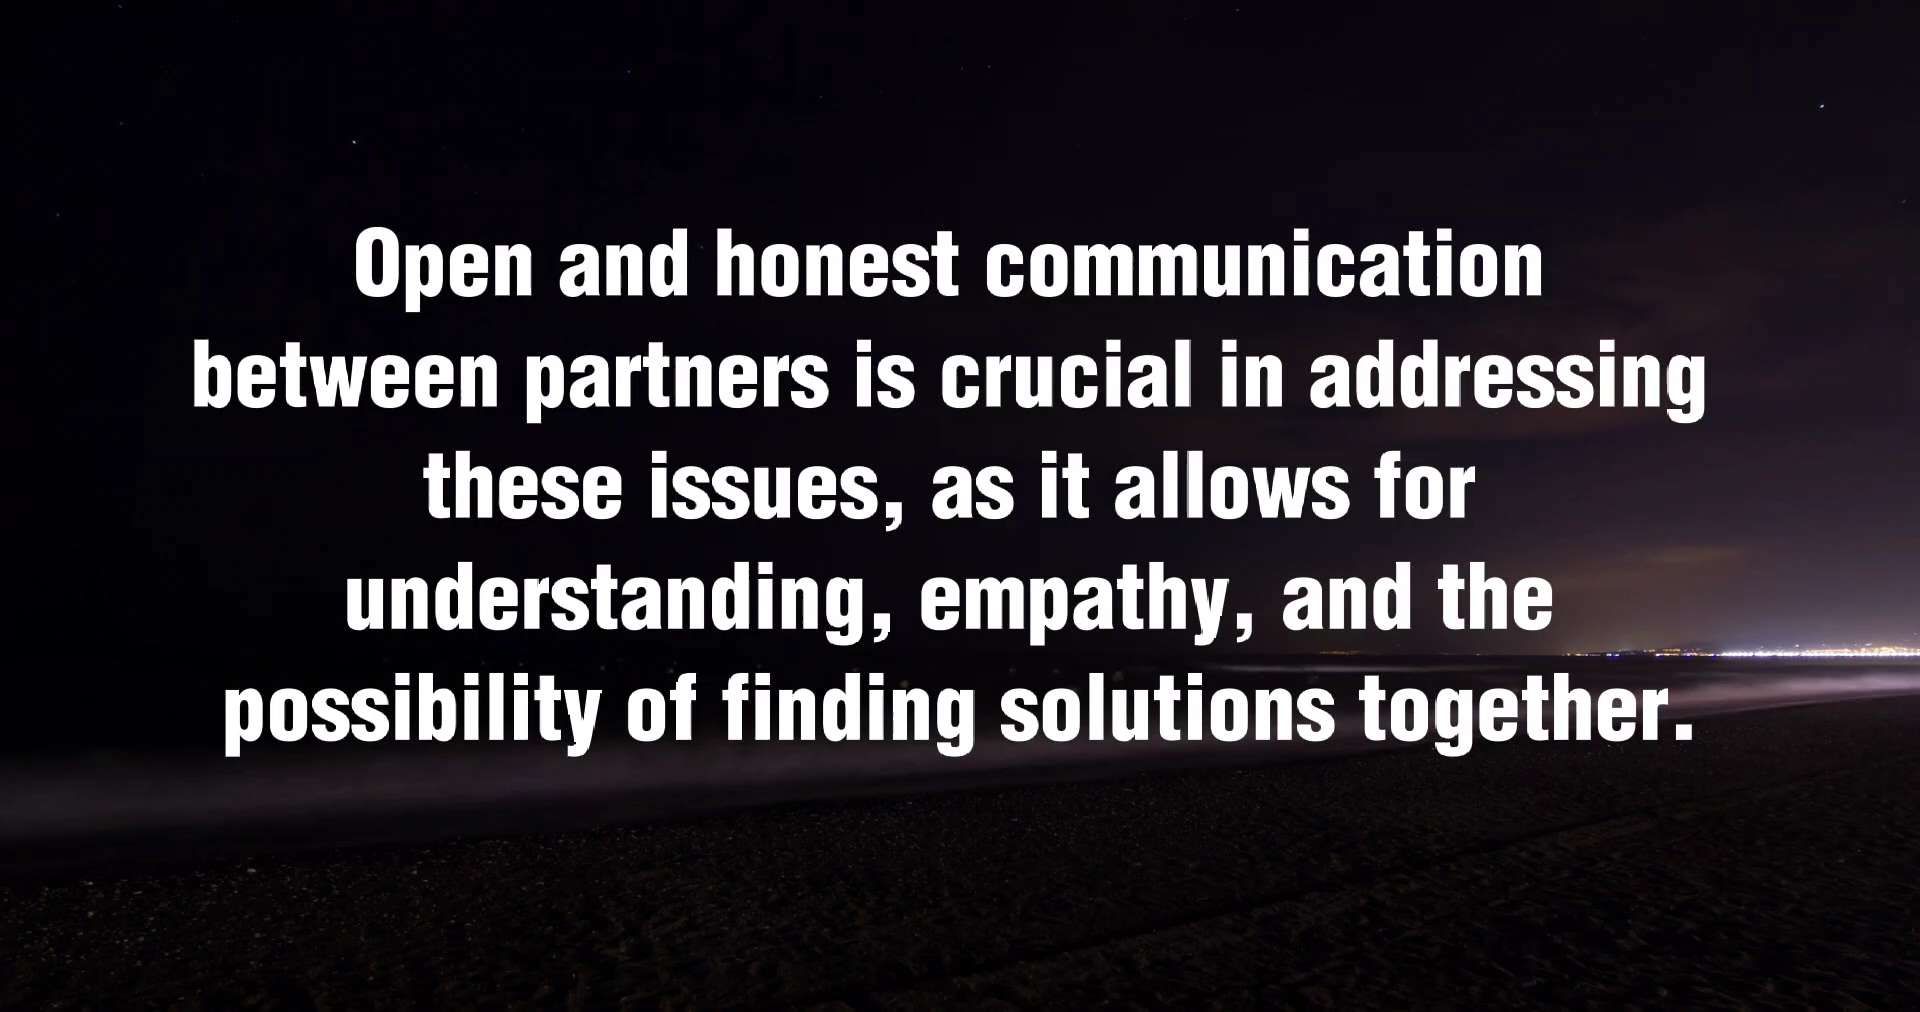 Open and honest communication
between partners is crucial in addressing
these issues, as it allows for
understanding, empathy, and the
possibility of finding solutions together.